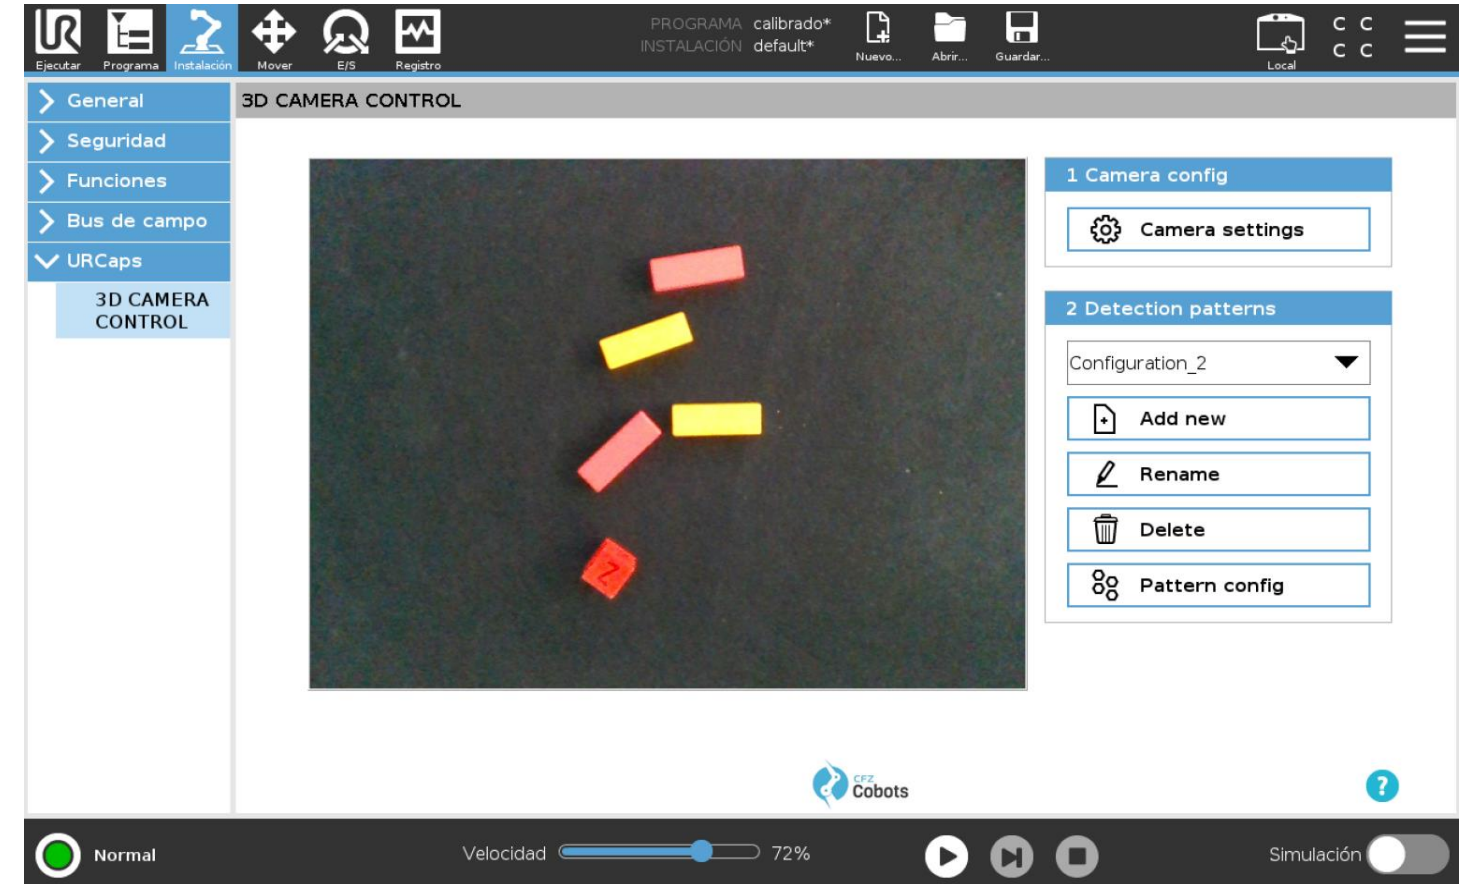 PROGRAMA calibrado*
INSTALACIÓN default*
Ejecutar Programa Instalación Mover E/S Registro Nuevo... Abrir... Guardar... Local
C C
C C
General
Seguridad
Funciones
Bus de campo
URCaps
3D CAMERA
CONTROL
3D CAMERA CONTROL
Z
1 Camera config
Camera settings
2 Detection patterns
Configuration_2
Add new
Rename
Delete
Pattern config
CFZ
Cobots
?
Normal
Velocidad 72%
Simulación